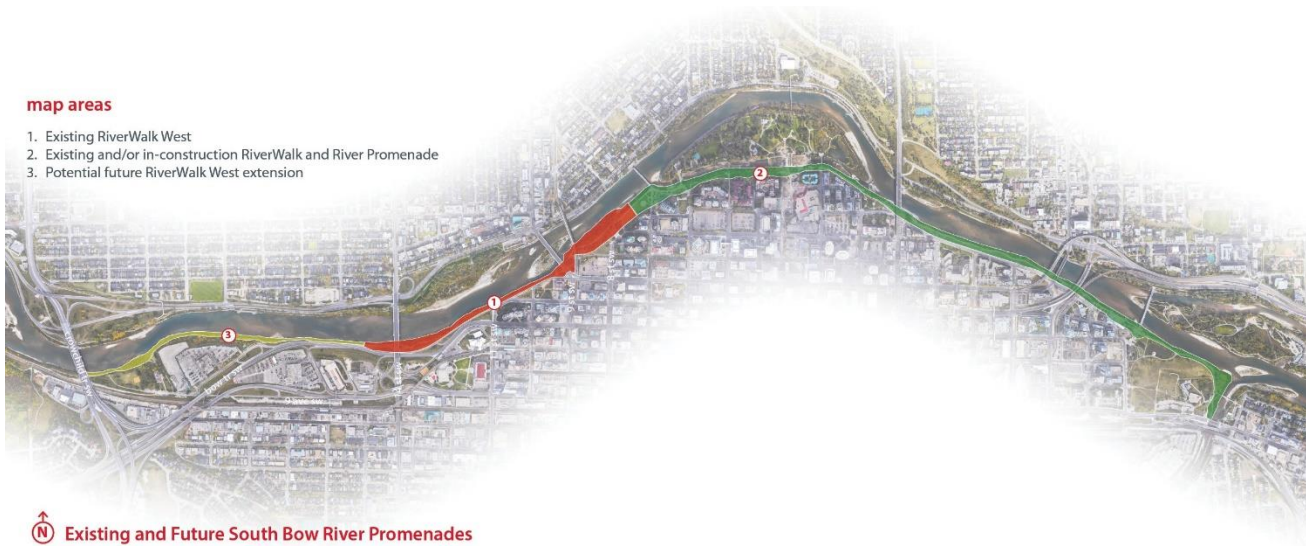 map areas
1. Existing RiverWalk West
2. Existing and/or in-construction RiverWalk and River Promenade
3. Potential future RiverWalk West extension
2
1
3
N Existing and Future South Bow River Promenades